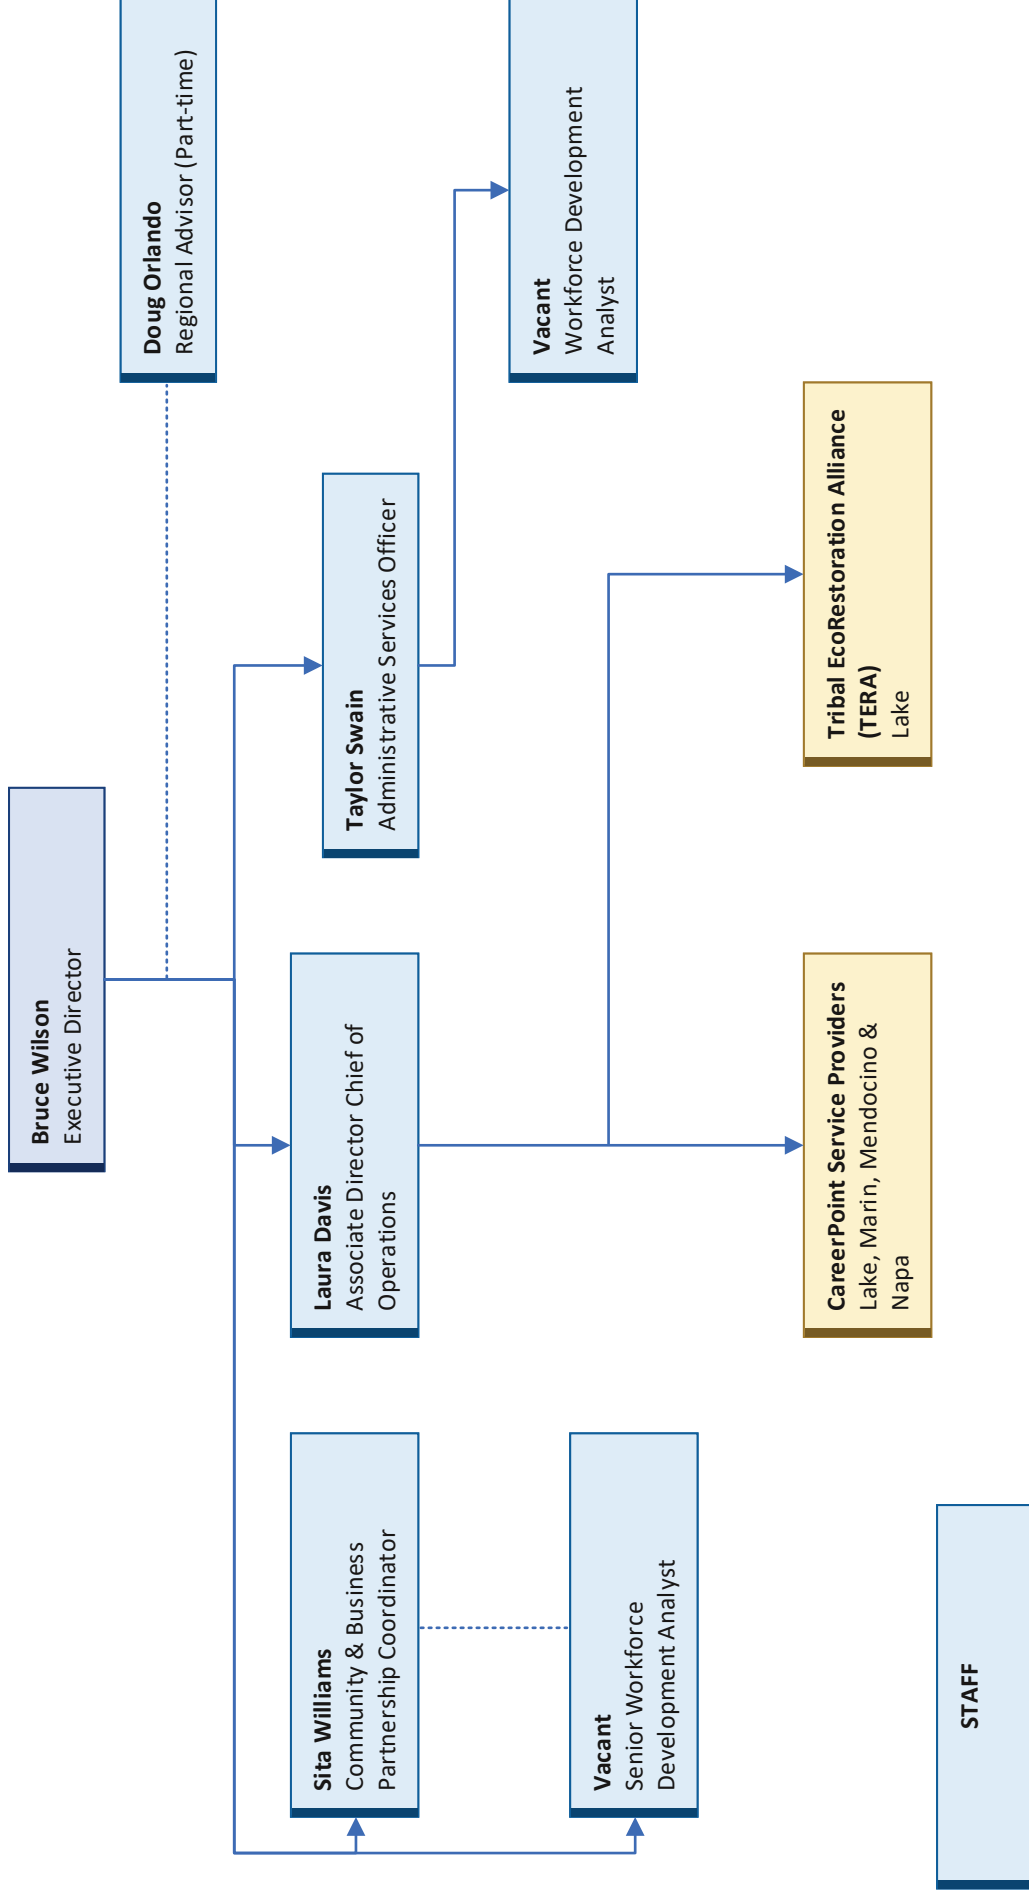 Bruce Wilson
Executive Director
Doug Orlando
Regional Advisor (Part-time)
Sita Williams
Community & Business
Partnership Coordinator
Laura Davis
Associate Director Chief of
Operations
Taylor Swain
Administrative Services Officer
Vacant
Senior Workforce
Development Analyst
Vacant
Workforce Development
Analyst
CareerPoint Service Providers
Lake, Marin, Mendocino &
Napa
Tribal EcoRestoration Alliance
(TERA)
Lake
STAFF